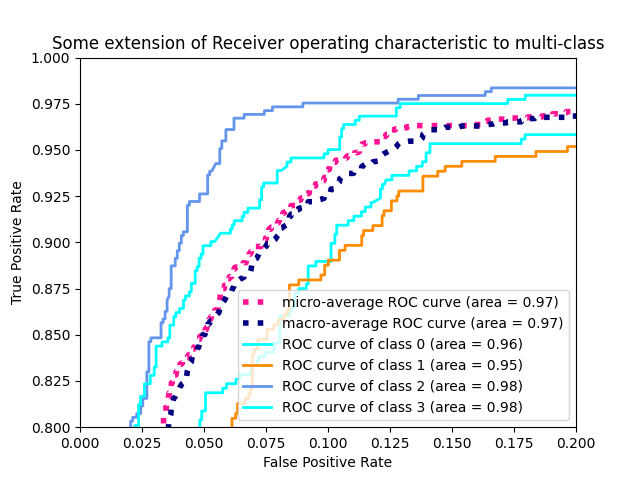 Some extension of Receiver operating characteristic to multi-class
1.000
0.975
0.950
0.925
0.900
0.875
0.850
0.825
0.800
True Positive Rate
micro-average ROC curve (area = 0.97)
macro-average ROC curve (area = 0.97)
ROC curve of class 0 (area = 0.96)
ROC curve of class 1 (area = 0.95)
ROC curve of class 2 (area = 0.98)
ROC curve of class 3 (area = 0.98)
0.000 0.025 0.050 0.075 0.100 0.125 0.150 0.175 0.200
False Positive Rate